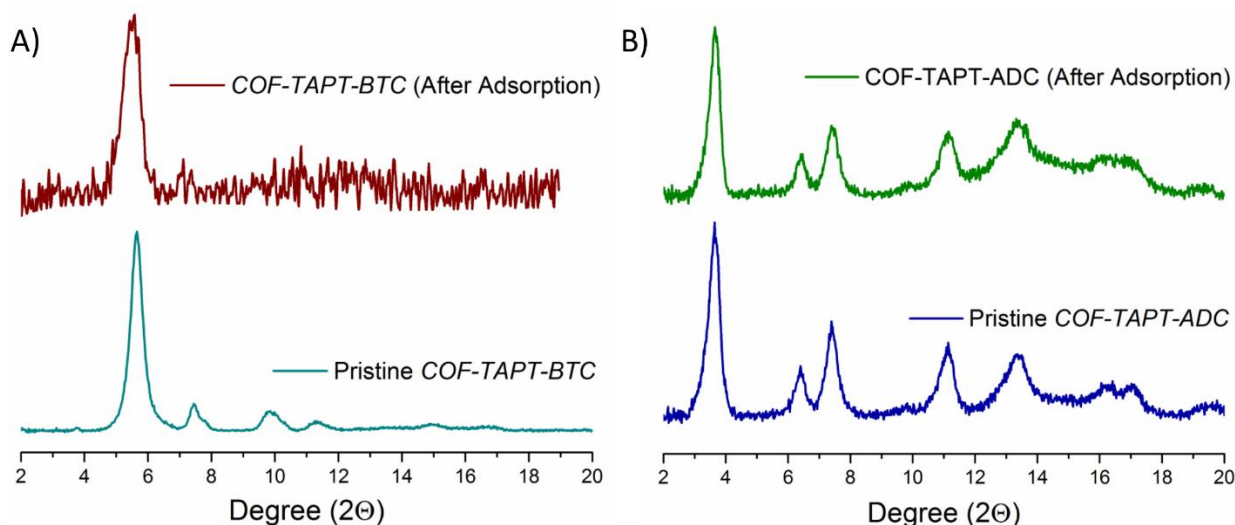 A)
COF-TAPT-BTC (After Adsorption)
Pristine COF-TAPT-BTC
2 4 6 8 10 12 14 16 18 20
Degree (2Θ)
B)
COF-TAPT-ADC (After Adsorption)
Pristine COF-TAPT-ADC
2 4 6 8 10 12 14 16 18 20
Degree (2Θ)